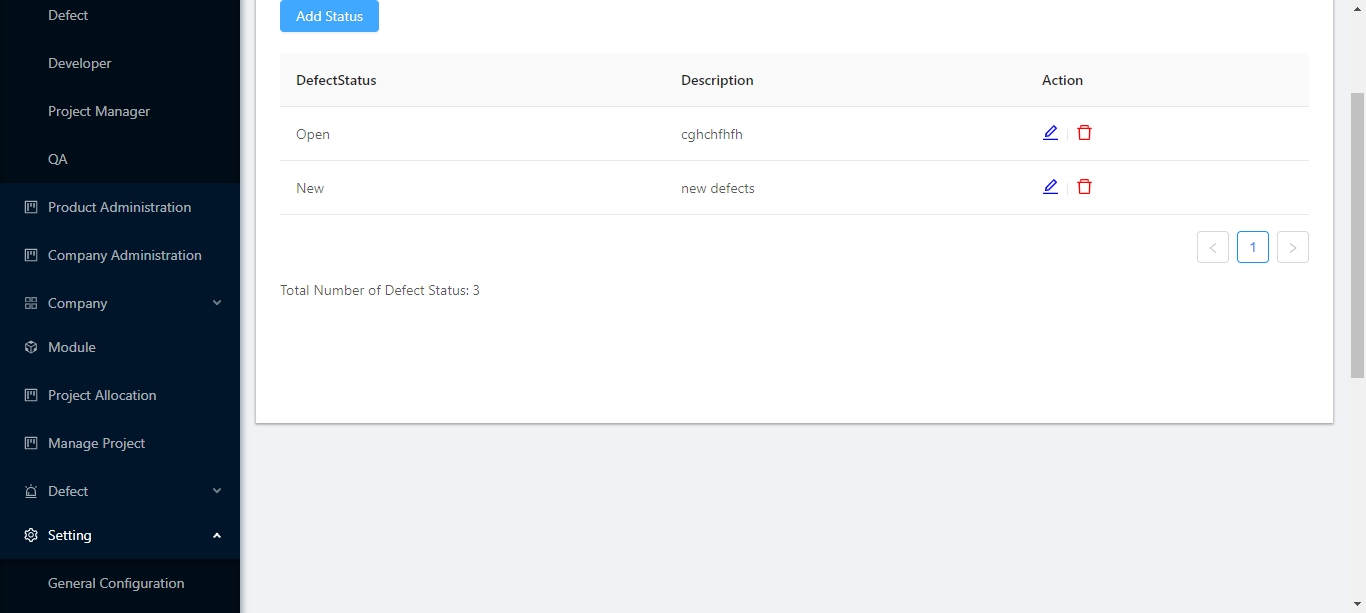 Defect
Developer
Project Manager
QA
Product Administration
Company Administration
Company
Module
Project Allocation
Manage Project
Defect
Setting
General Configuration
Add Status
DefectStatus Description Action
Open cghchfhfh
New new defects
< 1 >
Total Number of Defect Status: 3